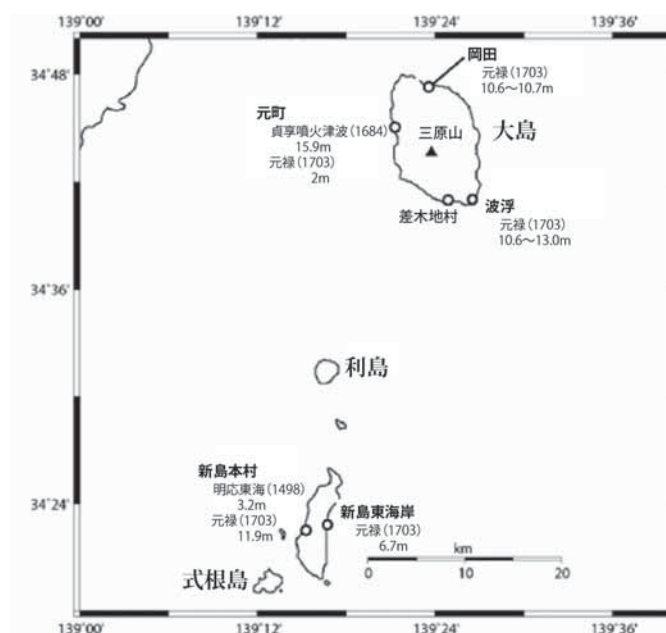 139°00' 139°12' 139°24' 139°36'
34°48'
岡田
元禄(1703)
10.6～10.7m
元町
貞享噴火津波(1684)
15.9m
元禄(1703)
2m
三原山
大島
差木地村
波浮
元禄(1703)
10.6～13.0m
34°36'
利島
新島本村
明応東海(1498)
3.2m
元禄(1703)
11.9m
34°24'
新島東海岸
元禄(1703)
6.7m
式根島
km
0 10 20
139°00' 139°12' 139°24' 139°36'